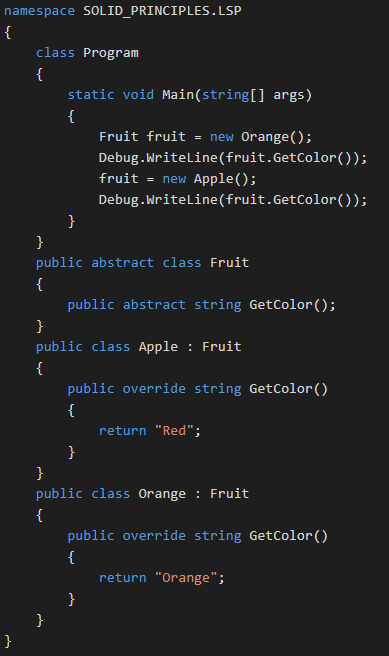 namespace SOLID_PRINCIPLES.LSP
{
    class Program
    {
        static void Main(string[] args)
        {
            Fruit fruit = new Orange();
            Debug.WriteLine(fruit.GetColor());
            fruit = new Apple();
            Debug.WriteLine(fruit.GetColor());
        }
    }
    public abstract class Fruit
    {
        public abstract string GetColor();
    }
    public class Apple : Fruit
    {
        public override string GetColor()
        {
            return "Red";
        }
    }
    public class Orange : Fruit
    {
        public override string GetColor()
        {
            return "Orange";
        }
    }
}